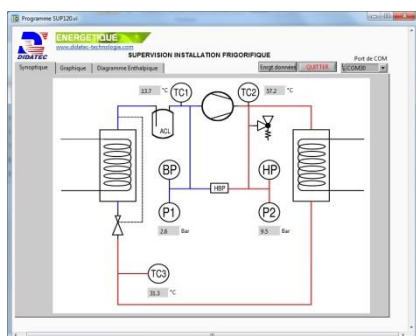 Programme SUP120.vi
ENERGETIQUE
www.didatec-technologie.com
DIDATEC
SUPERVISION INSTALLATION FRIGORIFIQUE
Port de COM
Synoptique Graphique Diagramme Enthalpique Enrgt données QUITTER COM30
13.7 °C TC1 TC2 57.2 °C
ACL
BP HP
HBP
P1 P2
2.6 Bar 9.5 Bar
TC3
31.3 °C